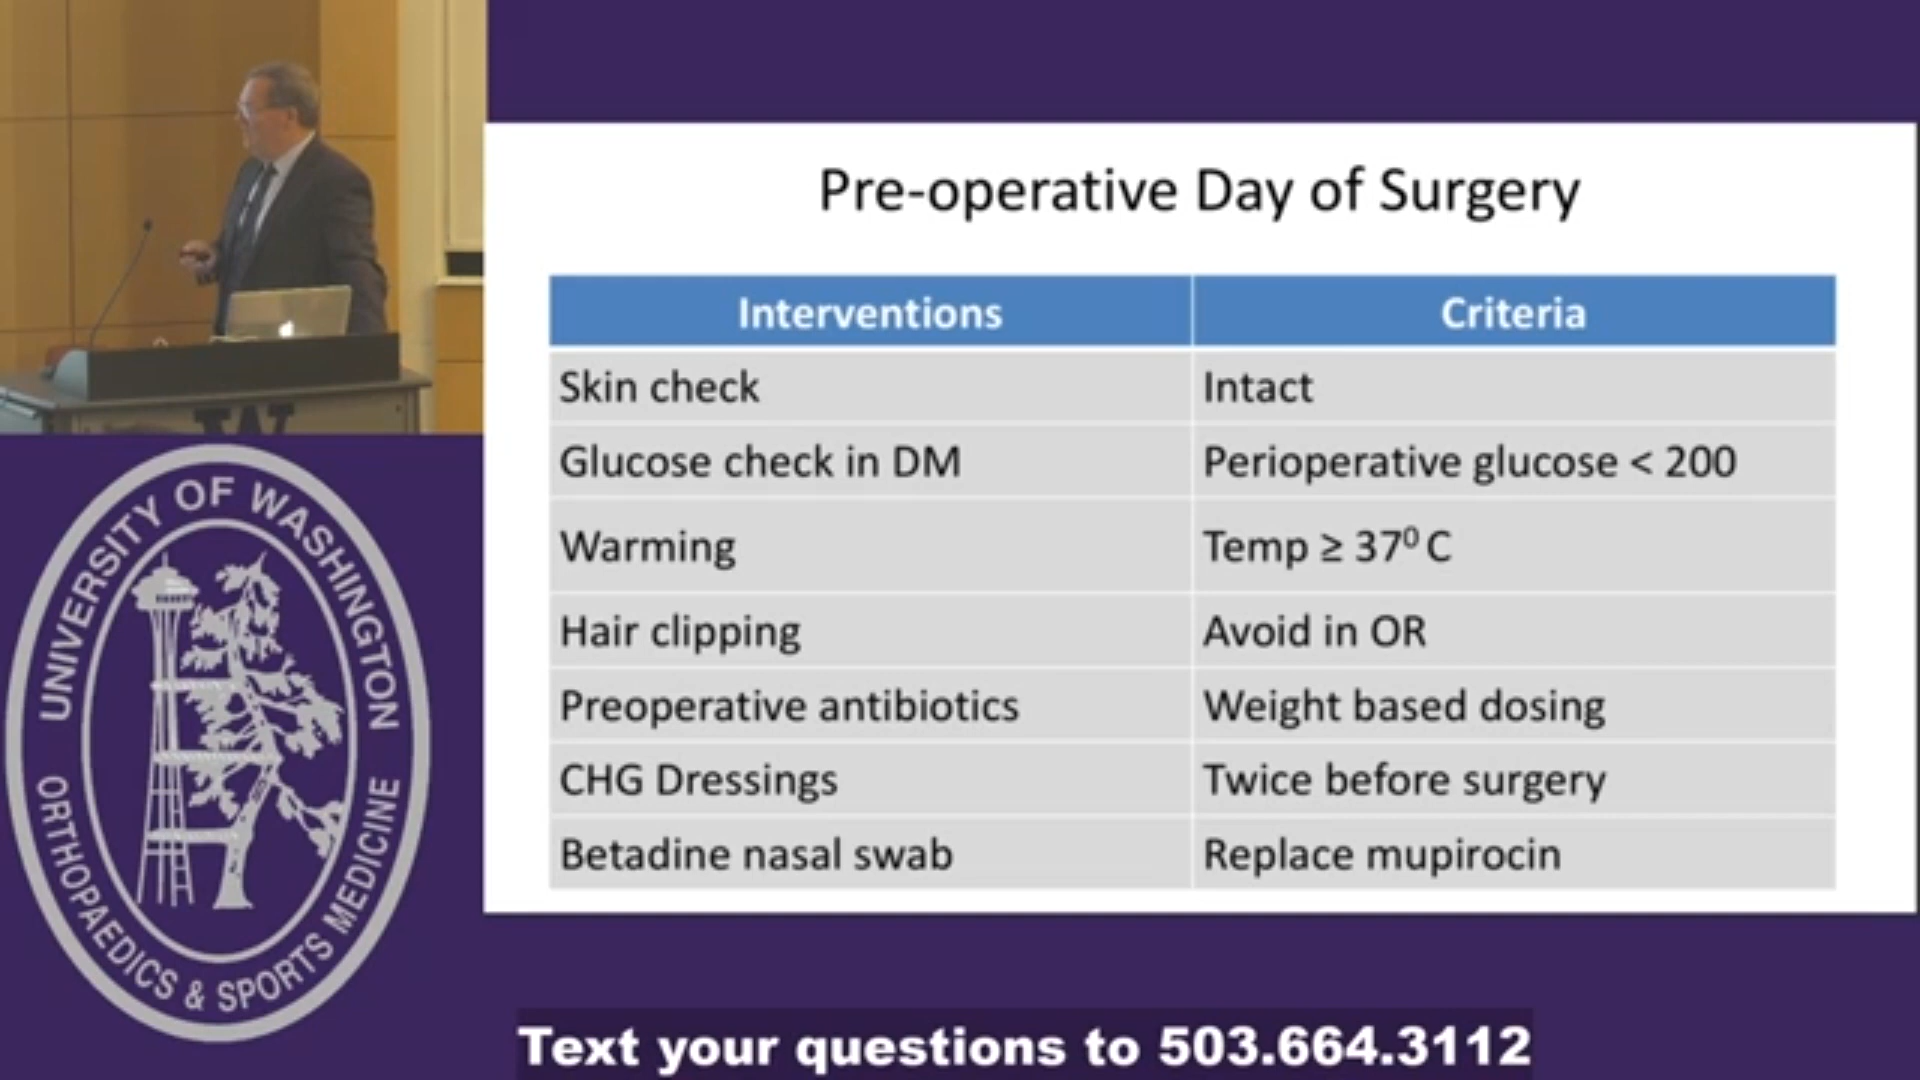 Pre-operative Day of Surgery
Interventions Criteria
Skin check Intact
Glucose check in DM Perioperative glucose < 200
Warming Temp ≥ 37⁰ C
Hair clipping Avoid in OR
Preoperative antibiotics Weight based dosing
CHG Dressings Twice before surgery
Betadine nasal swab Replace mupirocin
UNIVERSITY OF WASHINGTON
ORTHOPAEDICS & SPORTS MEDICINE
Text your questions to 503.664.3112